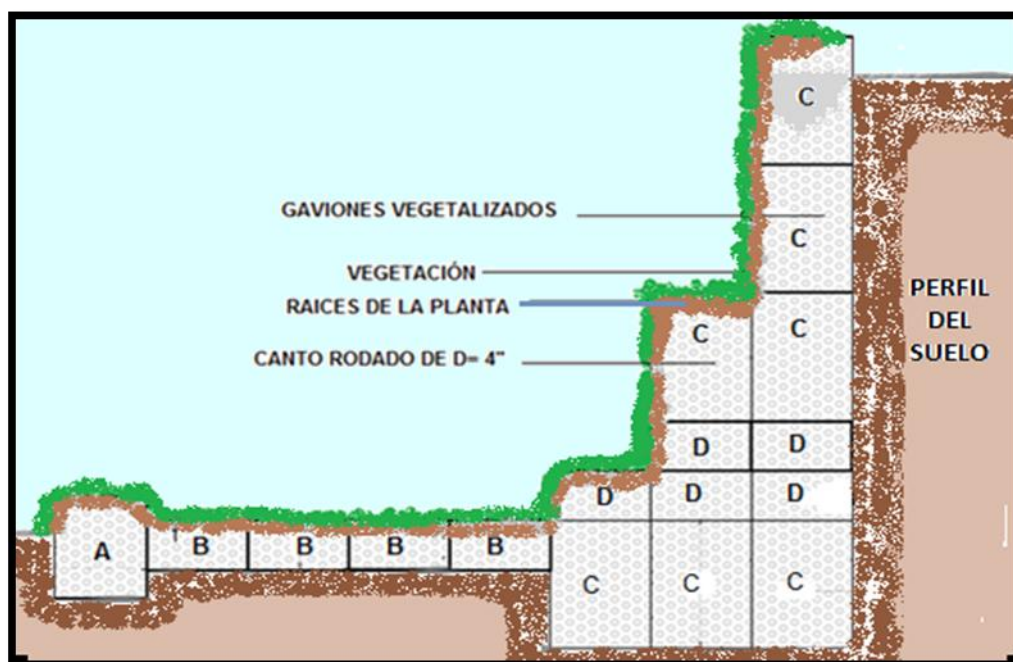 C
GAVIONES VEGETALIZADOS
C
VEGETACIÓN
RAICES DE LA PLANTA
PERFIL
DEL
SUELO
C
C
CANTO RODADO DE D= 4"
D
D
D
D
D
A
B
B
B
B
C
C
C